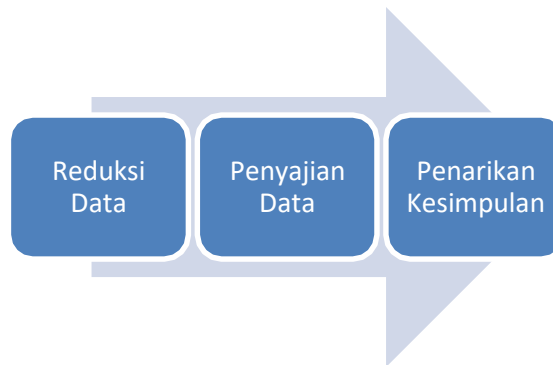 Reduksi
Data
Penyajian
Data
Penarikan
Kesimpulan